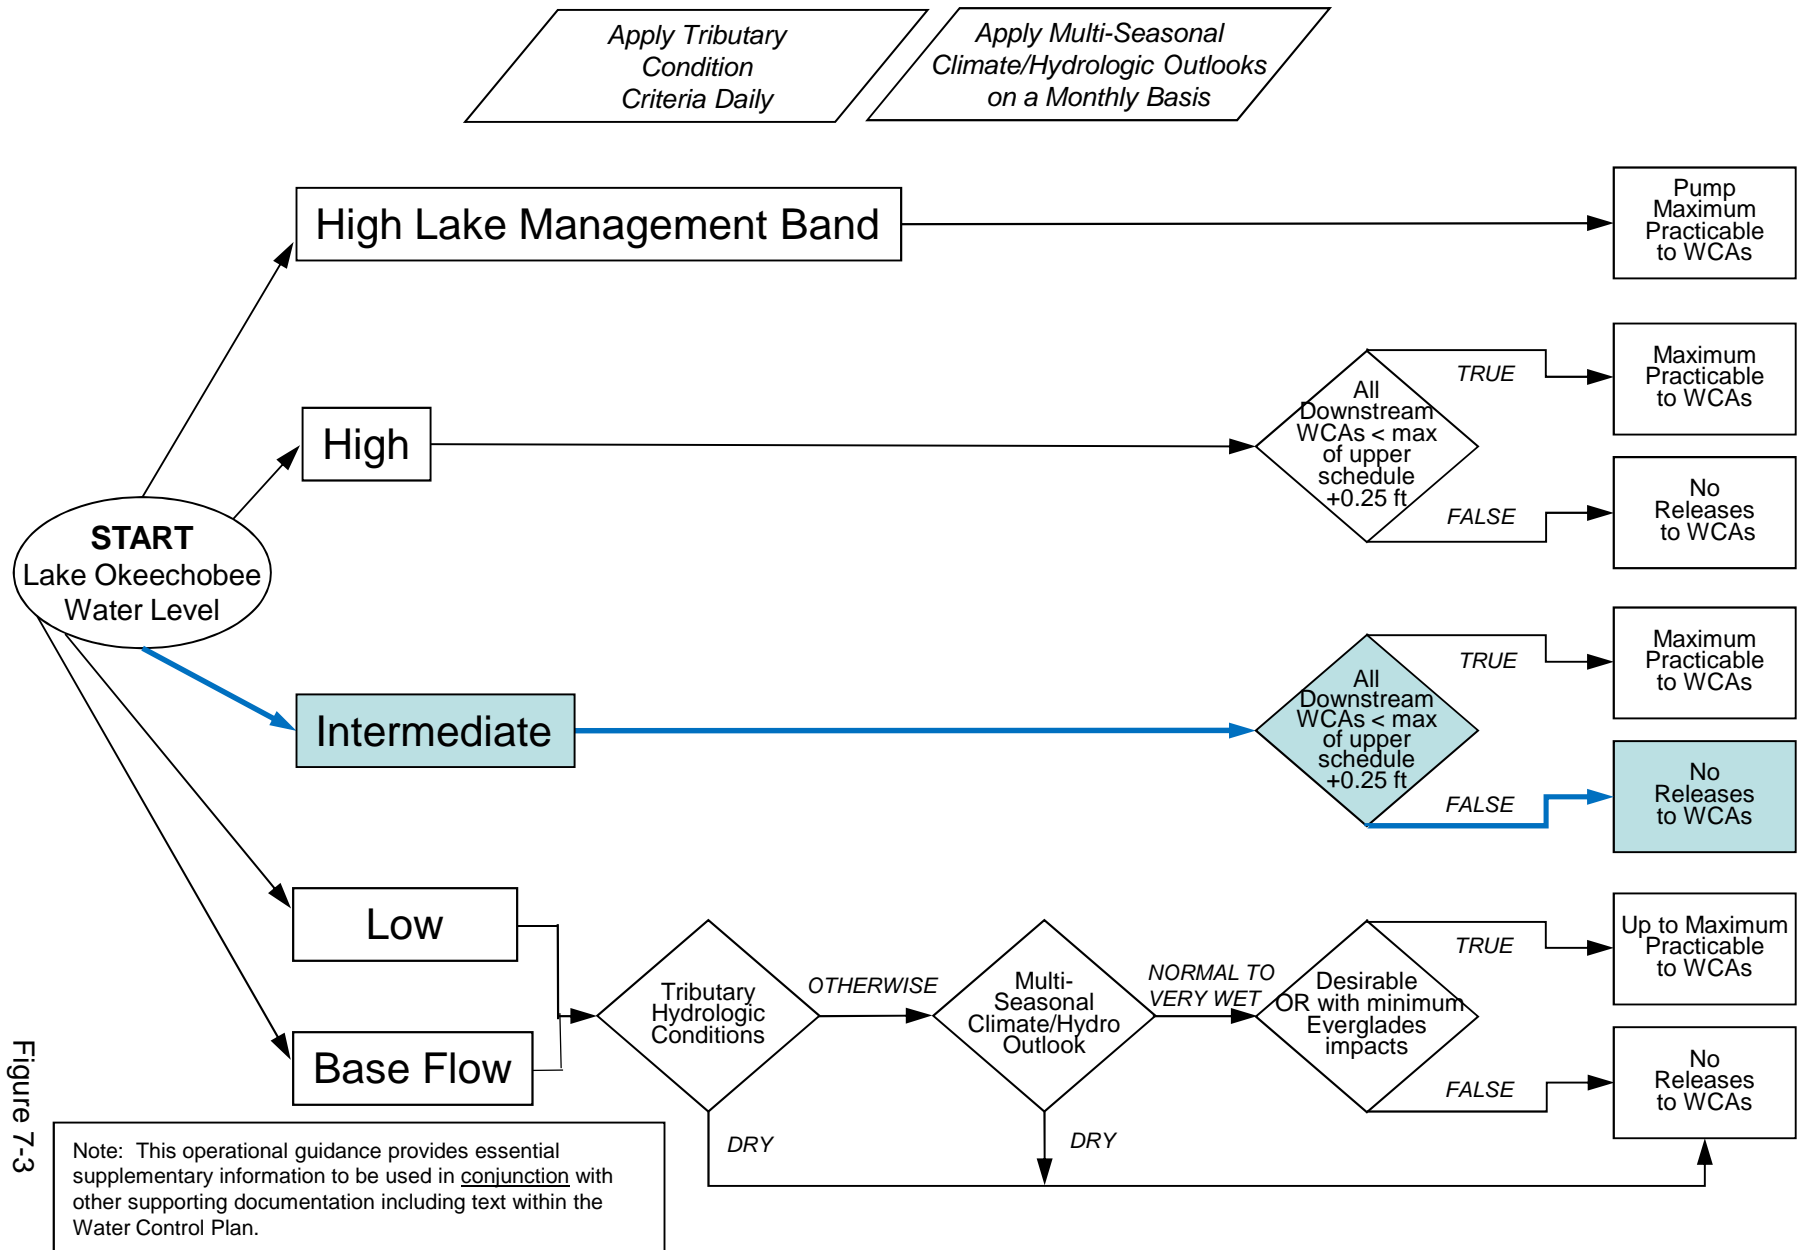 Apply Tributary
Condition
Criteria Daily
Apply Multi-Seasonal
Climate/Hydrologic Outlooks
on a Monthly Basis
High Lake Management Band
Pump
Maximum
Practicable
to WCAs
High
All
Downstream
WCAs < max
of upper
schedule
+0.25 ft
TRUE
Maximum
Practicable
to WCAs
FALSE
No
Releases
to WCAs
START
Lake Okeechobee
Water Level
Intermediate
All
Downstream
WCAs < max
of upper
schedule
+0.25 ft
TRUE
Maximum
Practicable
to WCAs
FALSE
No
Releases
to WCAs
Low
Base Flow
Tributary
Hydrologic
Conditions
OTHERWISE
DRY
Multi-
Seasonal
Climate/Hydro
Outlook
NORMAL TO
VERY WET
DRY
Desirable
OR with minimum
Everglades
impacts
TRUE
Up to Maximum
Practicable
to WCAs
FALSE
No
Releases
to WCAs
Figure 7-3
Note: This operational guidance provides essential
supplementary information to be used in conjunction with
other supporting documentation including text within the
Water Control Plan.